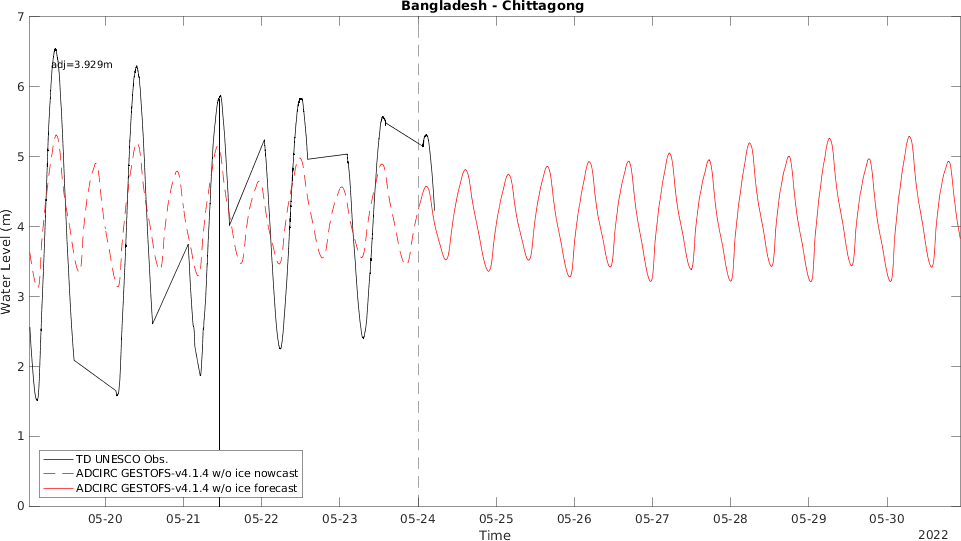 Bangladesh - Chittagong
adj=3.929m
Water Level (m)
7
6
5
4
3
2
1
0
TD UNESCO Obs.
ADCIRC GESTOFS-v4.1.4 w/o ice nowcast
ADCIRC GESTOFS-v4.1.4 w/o ice forecast
05-20 05-21 05-22 05-23 05-24 05-25 05-26 05-27 05-28 05-29 05-30
Time
2022